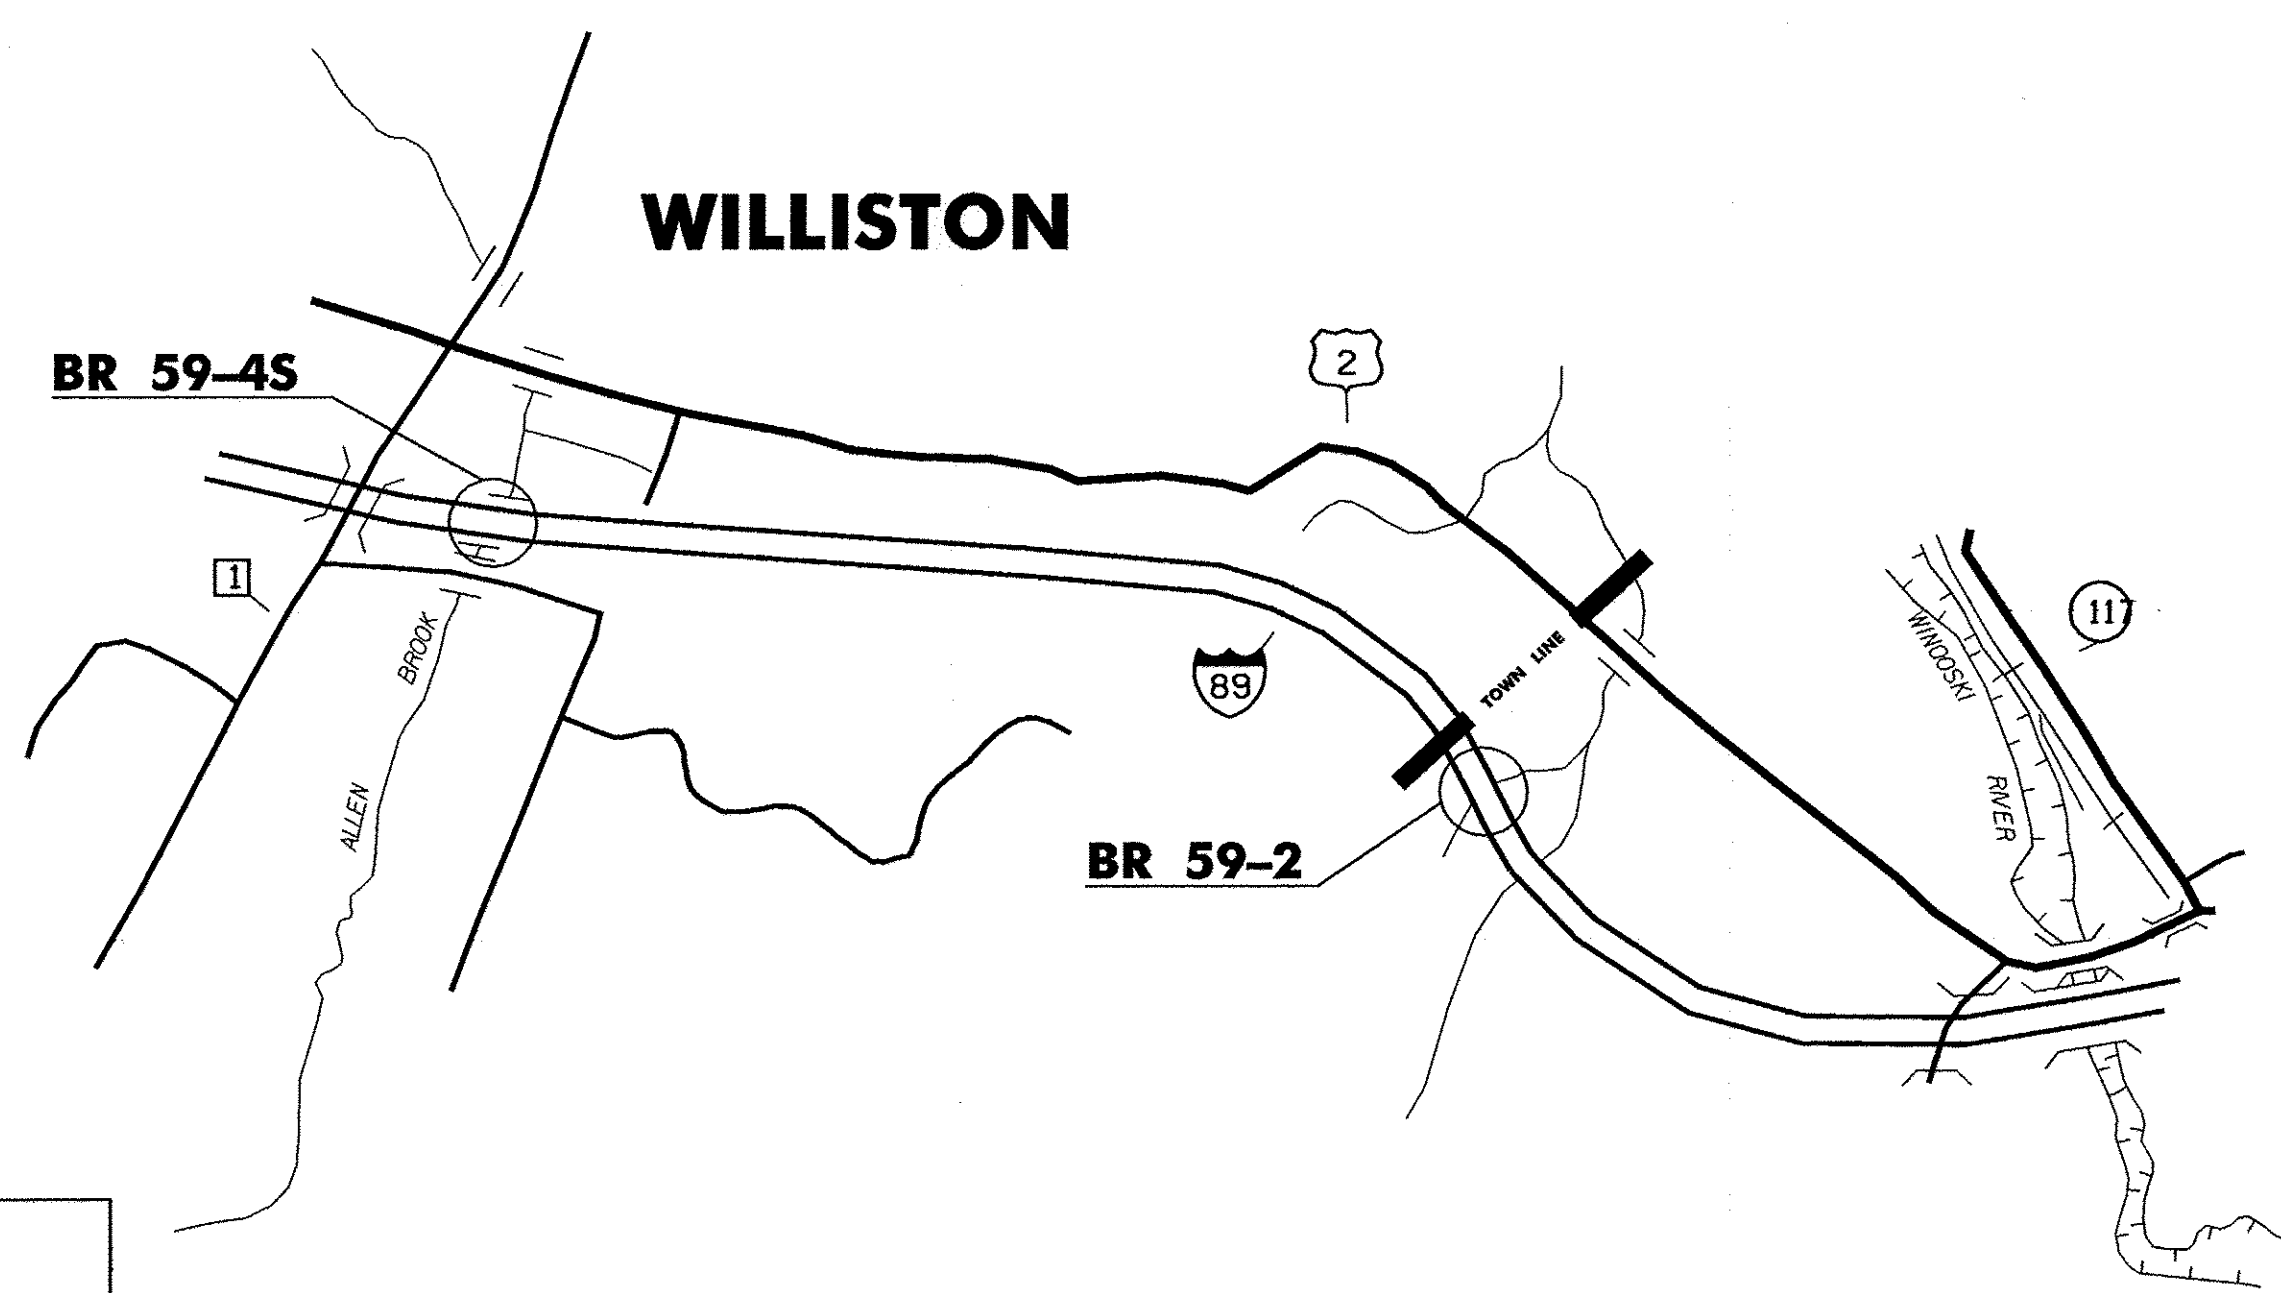 WILLISTON
BR 59-4S
2
1
BROOK
ALLEN
89
TOWN LINE
BR 59-2
117
WINOOSKI
RIVER